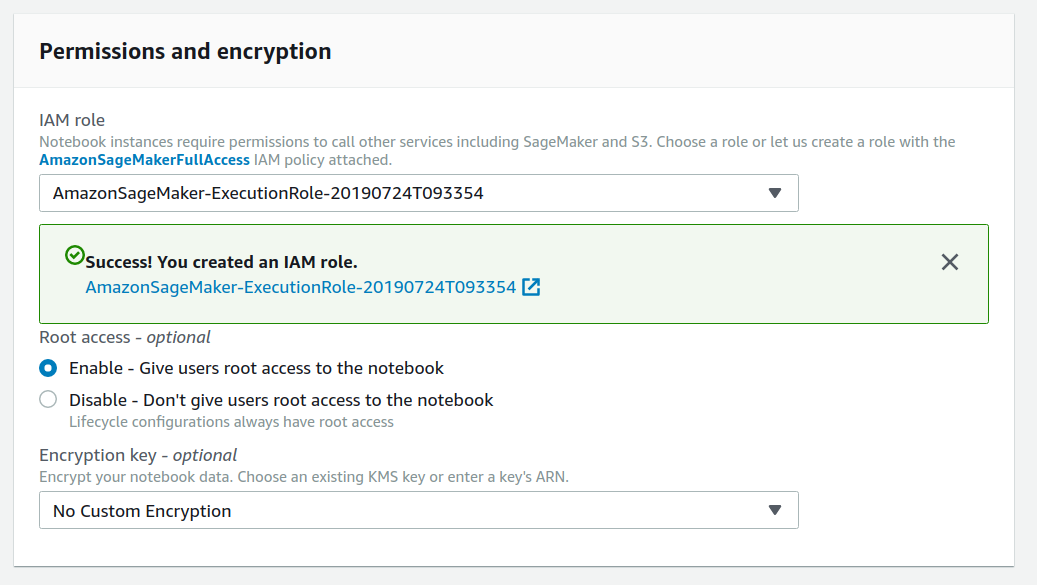 Permissions and encryption
IAM role
Notebook instances require permissions to call other services including SageMaker and S3. Choose a role or let us create a role with the
AmazonSageMakerFullAccess IAM policy attached.
AmazonSageMaker-ExecutionRole-20190724T093354
Success! You created an IAM role.
AmazonSageMaker-ExecutionRole-20190724T093354
Root access - optional
Enable - Give users root access to the notebook
Disable - Don't give users root access to the notebook
Lifecycle configurations always have root access
Encryption key - optional
Encrypt your notebook data. Choose an existing KMS key or enter a key's ARN.
No Custom Encryption